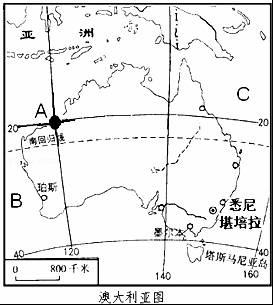 亚 洲
A
C
20
20
南回归线
珀斯
B
悉尼
堪培拉
墨尔本
40
塔斯马尼亚岛
120
140
160
0 800千米
澳大利亚图